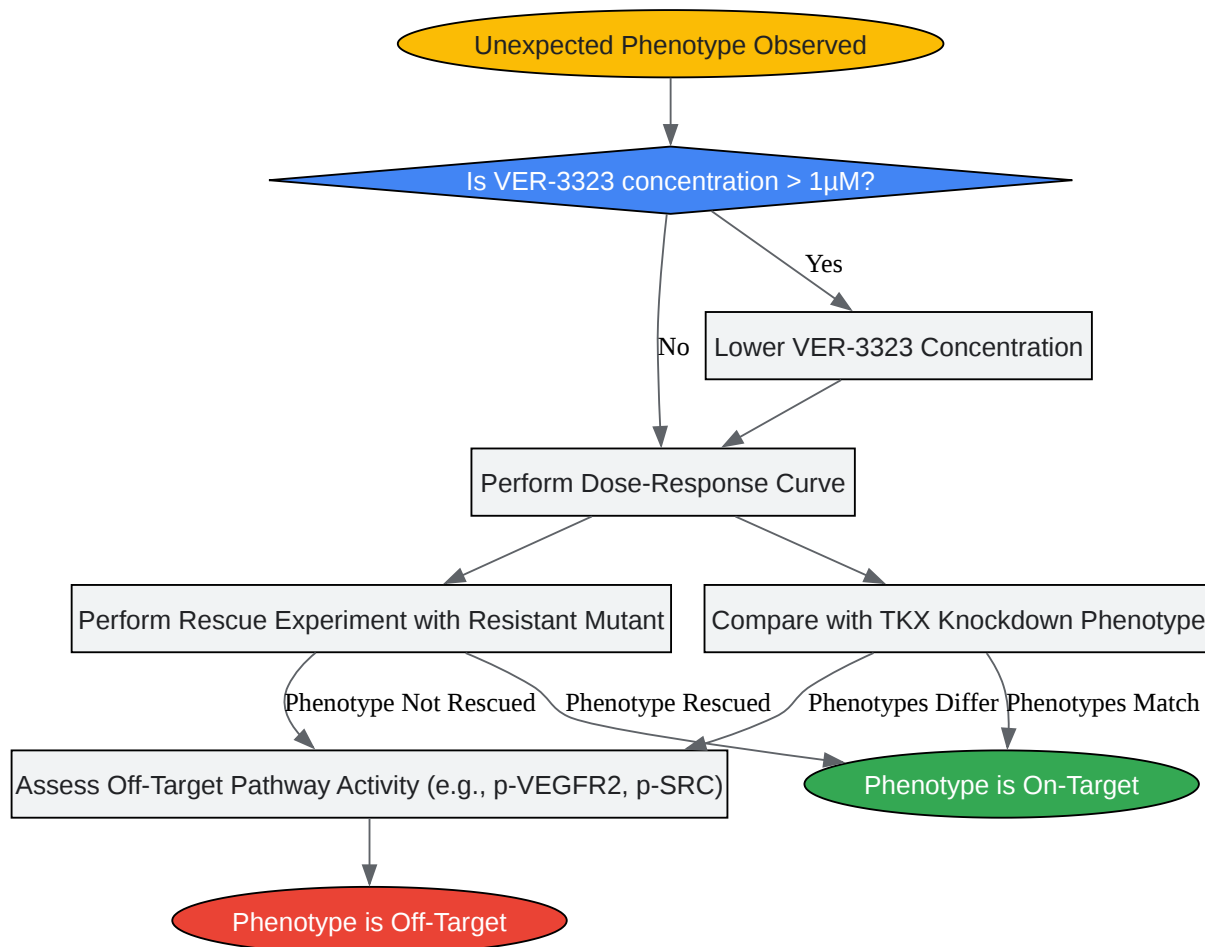 Unexpected Phenotype Observed
Is VER-3323 concentration > 1µM?
Yes
Lower VER-3323 Concentration
No
Perform Dose-Response Curve
Perform Rescue Experiment with Resistant Mutant
Compare with TKX Knockdown Phenotype
Phenotype Not Rescued
Phenotype Rescued
Phenotypes Differ
Phenotypes Match
Assess Off-Target Pathway Activity (e.g., p-VEGFR2, p-SRC)
Phenotype is On-Target
Phenotype is Off-Target